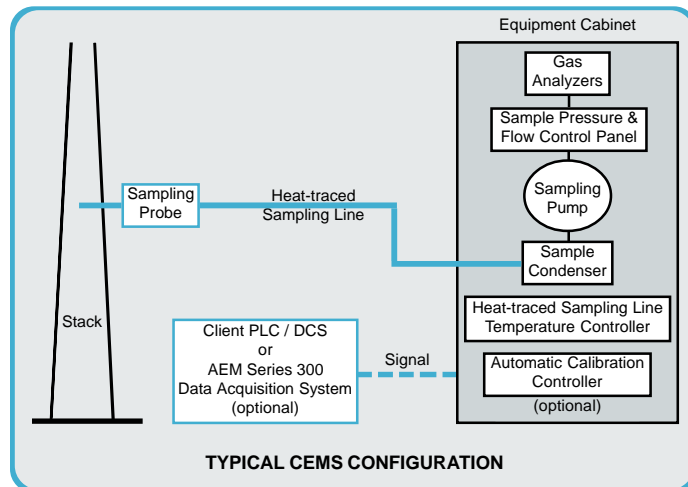 Equipment Cabinet
Gas
Analyzers
Sample Pressure &
Flow Control Panel
Sampling
Pump
Sample
Condenser
Sampling
Probe
Heat-traced
Sampling Line
Stack
Heat-traced Sampling Line
Temperature Controller
Client PLC / DCS
or
AEM Series 300
Data Acquisition System
(optional)
Signal
Automatic Calibration
Controller
(optional)
TYPICAL CEMS CONFIGURATION